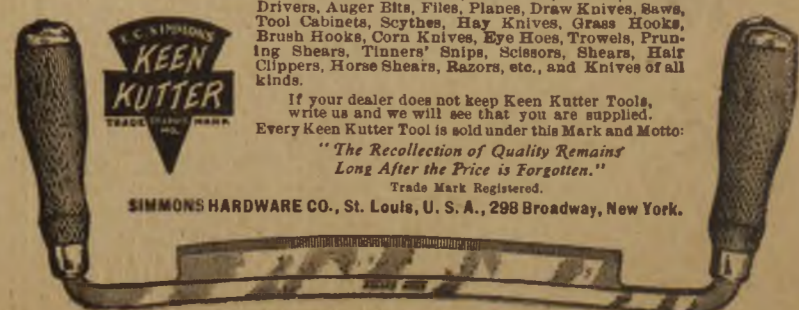 Drivers, Auger Bits, Files, Planes, Draw Knives, Saws,
Tool Cabinets, Scythes, Hay Knives, Grass Hooks,
Brush Hooks, Corn Knives, Eye Hoes, Trowels, Prun-
ing Shears, Tinners' Snips, Scissors, Shears, Hair
Clippers, Horse Shears, Razors, etc., and Knives of all
kinds.
E.C. SIMMONS
KEEN
KUTTER
TRADE MARK
If your dealer does not keep Keen Kutter Tools,
write us and we will see that you are supplied.
Every Keen Kutter Tool is sold under this Mark and Motto:
"The Recollection of Quality Remains
Long After the Price is Forgotten."
Trade Mark Registered.
SIMMONS HARDWARE CO., St. Louis, U. S. A., 298 Broadway, New York.